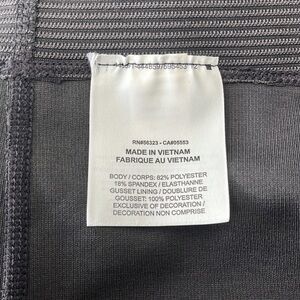 RN#56323 - CA#05553
MADE IN VIETNAM
FABRIQUE AU VIETNAM
BODY / CORPS: 82% POLYESTER
18% SPANDEX / ELASTHANNE
GUSSET LINING / DOUBLURE DE
GOUSSET: 100% POLYESTER
EXCLUSIVE OF DECORATION /
DECORATION NON COMPRISE